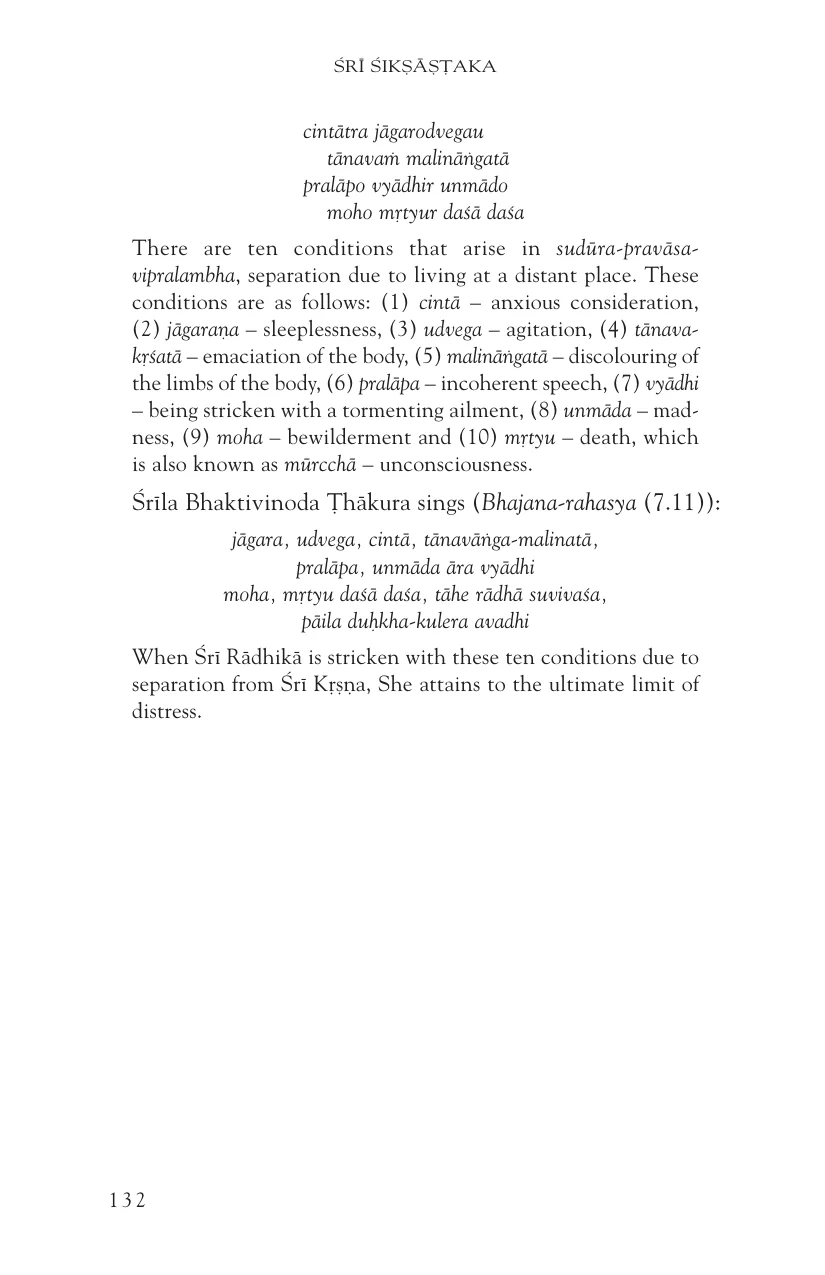 ŚRĪ ŚIKṢĀṢṬAKA
cintātra jāgarodvegau
tānavaṁ malināṅgatā
pralāpo vyādhir unmādo
moho mṛtyur daśā daśa
There are ten conditions that arise in sudūra-pravāsa-
vipralambha, separation due to living at a distant place. These
conditions are as follows: (1) cintā – anxious consideration,
(2) jāgaraṇa – sleeplessness, (3) udvega – agitation, (4) tānava-
kṛśatā – emaciation of the body, (5) malināṅgatā – discolouring of
the limbs of the body, (6) pralāpa – incoherent speech, (7) vyādhi
– being stricken with a tormenting ailment, (8) unmāda – mad-
ness, (9) moha – bewilderment and (10) mṛtyu – death, which
is also known as mūrcchā – unconsciousness.
Śrīla Bhaktivinoda Ṭhākura sings (Bhajana-rahasya (7.11)):
jāgara, udvega, cintā, tānavāṅga-malinatā,
pralāpa, unmāda āra vyādhi
moha, mṛtyu daśā daśa, tāhe rādhā suvivaśa,
pāila duḥkha-kulera avadhi
When Śrī Rādhikā is stricken with these ten conditions due to
separation from Śrī Kṛṣṇa, She attains to the ultimate limit of
distress.
132